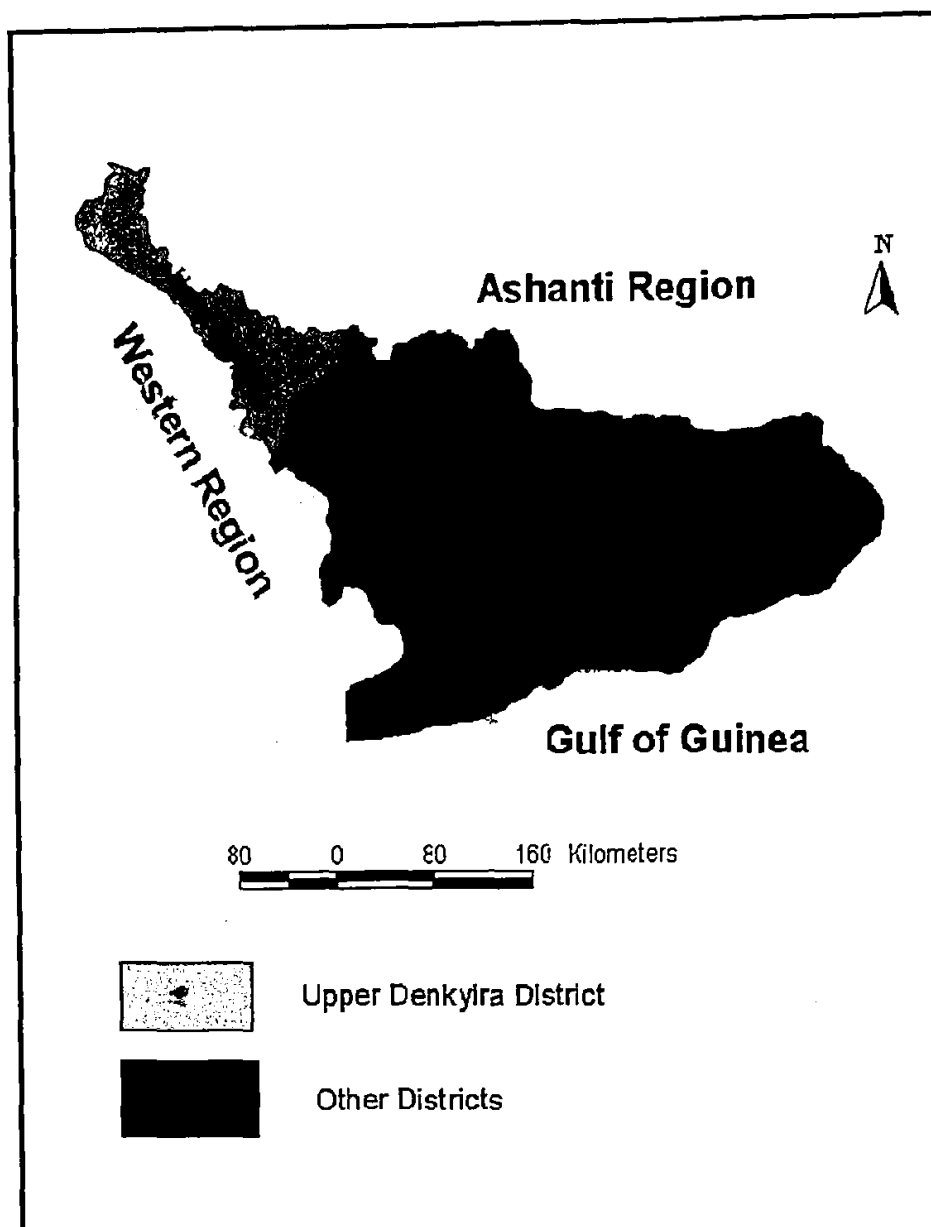 N
Ashanti Region
Western Region
Gulf of Guinea
80 0 80 160 Kilometers
Upper Denkyira District
Other Districts